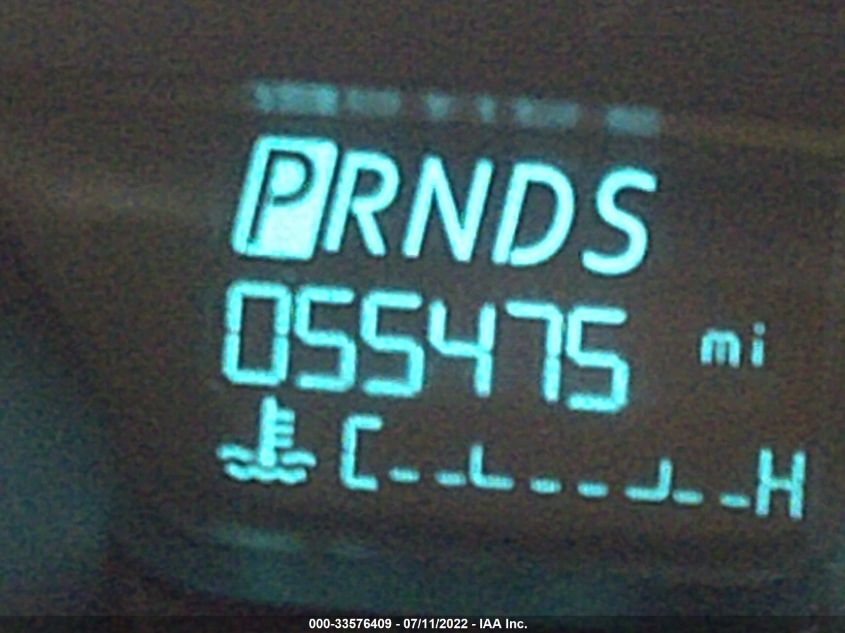 PRNDS
055475 mi
C H
000-33576409 - 07/11/2022 - IAA Inc.